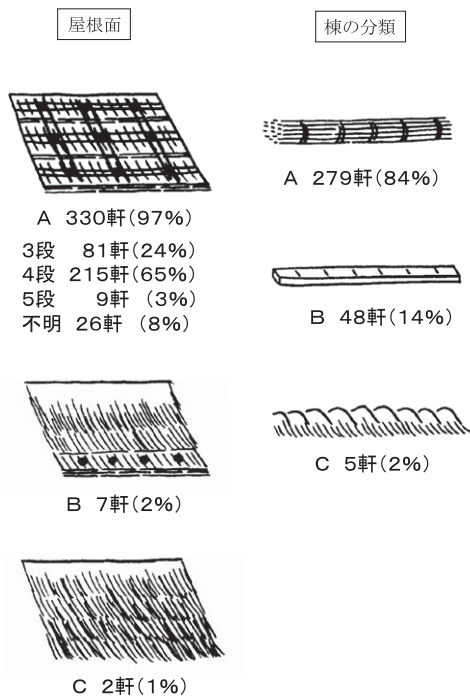 屋根面
A 330軒(97%)
3段 81軒(24%)
4段 215軒(65%)
5段 9軒 (3%)
不明 26軒 (8%)
B 7軒(2%)
C 2軒(1%)
棟の分類
A 279軒(84%)
B 48軒(14%)
C 5軒(2%)